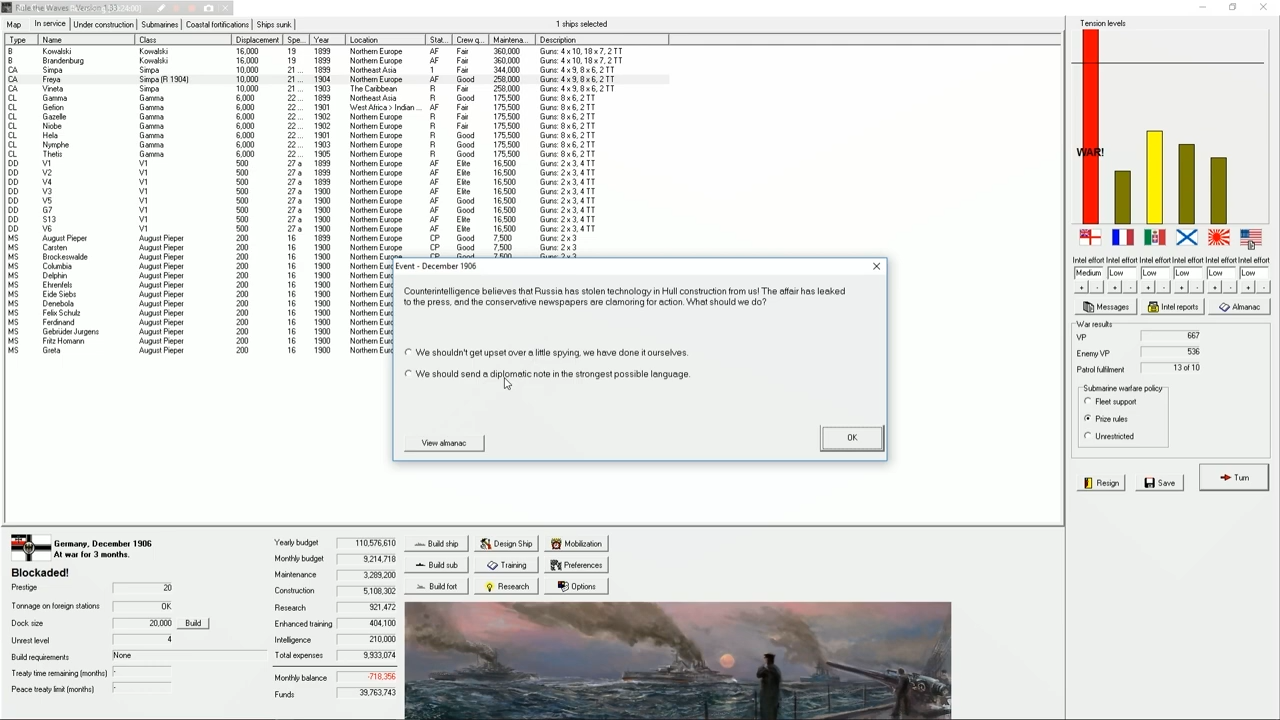 Rule the Waves - Version 1.33
Map In service Under construction Submarines Coastal fortifications Ships sunk 1 ships selected
Type Name Class Displacement Spe... Year Location Stat... Crew q... Maintena... Description
B Kowalski Kowalski 16,000 19 1899 Northern Europe AF Fair 360,000 Guns: 4 x 10, 18 x 7, 2 TT
B Brandenburg Kowalski 16,000 19 1899 Northern Europe AF Fair 360,000 Guns: 4 x 10, 18 x 7, 2 TT
CA Simpa Simpa 10,000 21 ... 1899 Northeast Asia 1 Fair 344,000 Guns: 4 x 9, 8 x 6, 2 TT
CA Freya Simpa (R 1904) 10,000 21 ... 1904 Northern Europe AF Good 258,000 Guns: 4 x 9, 8 x 6, 2 TT
CA Vineta Simpa 10,000 21 ... 1903 The Caribbean R Fair 258,000 Guns: 4 x 9, 8 x 6, 2 TT
CL Gamma Gamma 6,000 22 ... 1899 Northeast Asia R Good 175,500 Guns: 8 x 6, 2 TT
CL Gefion Gamma 6,000 22 ... 1901 West Africa > Indian ... AF Fair 175,500 Guns: 8 x 6, 2 TT
CL Gazelle Gamma 6,000 22 ... 1902 Northern Europe R Fair 175,500 Guns: 8 x 6, 2 TT
CL Niobe Gamma 6,000 22 ... 1902 Northern Europe R Fair 175,500 Guns: 8 x 6, 2 TT
CL Hela Gamma 6,000 22 ... 1901 Northern Europe R Good 175,500 Guns: 8 x 6, 2 TT
CL Nymphe Gamma 6,000 22 ... 1903 Northern Europe R Good 175,500 Guns: 8 x 6, 2 TT
CL Thetis Gamma 6,000 22 ... 1905 Northern Europe R Good 175,500 Guns: 8 x 6, 2 TT
DD V1 V1 500 27 a 1899 Northern Europe AF Elite 16,500 Guns: 2 x 3, 4 TT
DD V2 V1 500 27 a 1899 Northern Europe AF Elite 16,500 Guns: 2 x 3, 4 TT
DD V4 V1 500 27 a 1899 Northern Europe AF Elite 16,500 Guns: 2 x 3, 4 TT
DD V3 V1 500 27 a 1900 Northern Europe AF Elite 16,500 Guns: 2 x 3, 4 TT
DD V5 V1 500 27 a 1900 Northern Europe AF Good 16,500 Guns: 2 x 3, 4 TT
DD G7 V1 500 27 a 1900 Northern Europe AF Good 16,500 Guns: 2 x 3, 4 TT
DD S13 V1 500 27 a 1900 Northern Europe AF Elite 16,500 Guns: 2 x 3, 4 TT
DD V6 V1 500 27 a 1900 Northern Europe AF Elite 16,500 Guns: 2 x 3, 4 TT
MS August Pieper August Pieper 200 16 1899 Northern Europe CP Good 7,500 Guns: 2 x 3
MS Carsten August Pieper 200 16 1900 Northern Europe CP Good 7,500 Guns: 2 x 3
MS Brockeswalde August Pieper 200 16 1900 Northern Europe CP Good 7,500 Guns: 2 x 3
MS Columbia August Pieper 200 16 1900 Northern Euro
MS Delphin August Pieper 200 16 1900 Northern Euro
MS Ehrenfels August Pieper 200 16 1900 Northern Euro
MS Eide Siebs August Pieper 200 16 1900 Northern Euro
MS Denebola August Pieper 200 16 1900 Northern Euro
MS Felix Schulz August Pieper 200 16 1900 Northern Euro
MS Ferdinand August Pieper 200 16 1900 Northern Euro
MS Gebrüder Jurgens August Pieper 200 16 1900 Northern Euro
MS Fritz Homann August Pieper 200 16 1900 Northern Euro
MS Greta August Pieper 200 16 1900 Northern Euro
Event - December 1906
Counterintelligence believes that Russia has stolen technology in Hull construction from us! The affair has leaked
to the press, and the conservative newspapers are clamoring for action. What should we do?
We shouldn't get upset over a little spying, we have done it ourselves.
We should send a diplomatic note in the strongest possible language.
View almanac OK
Tension levels
WAR!
Intel effort Intel effort Intel effort Intel effort Intel effort Intel effort
Medium Low Low Low Low Low
+ - + - + - + - + - + -
Messages Intel reports Almanac
War results
VP 667
Enemy VP 536
Patrol fulfilment 13 of 10
Submarine warfare policy
Fleet support
Prize rules
Unrestricted
Resign Save Turn
Germany, December 1906
At war for 3 months.
Blockaded!
Prestige 20
Tonnage on foreign stations OK
Dock size 20,000 Build
Unrest level 4
Build requirements None
Treaty time remaining (months) -
Peace treaty limit (months) -
Yearly budget 110,576,610
Monthly budget 9,214,718
Maintenance 3,289,200
Construction 5,108,302
Research 921,472
Enhanced training 404,100
Intelligence 210,000
Total expenses 9,933,074
Monthly balance -718,356
Funds 39,763,743
Build ship Design Ship Mobilization
Build sub Training Preferences
Build fort Research Options